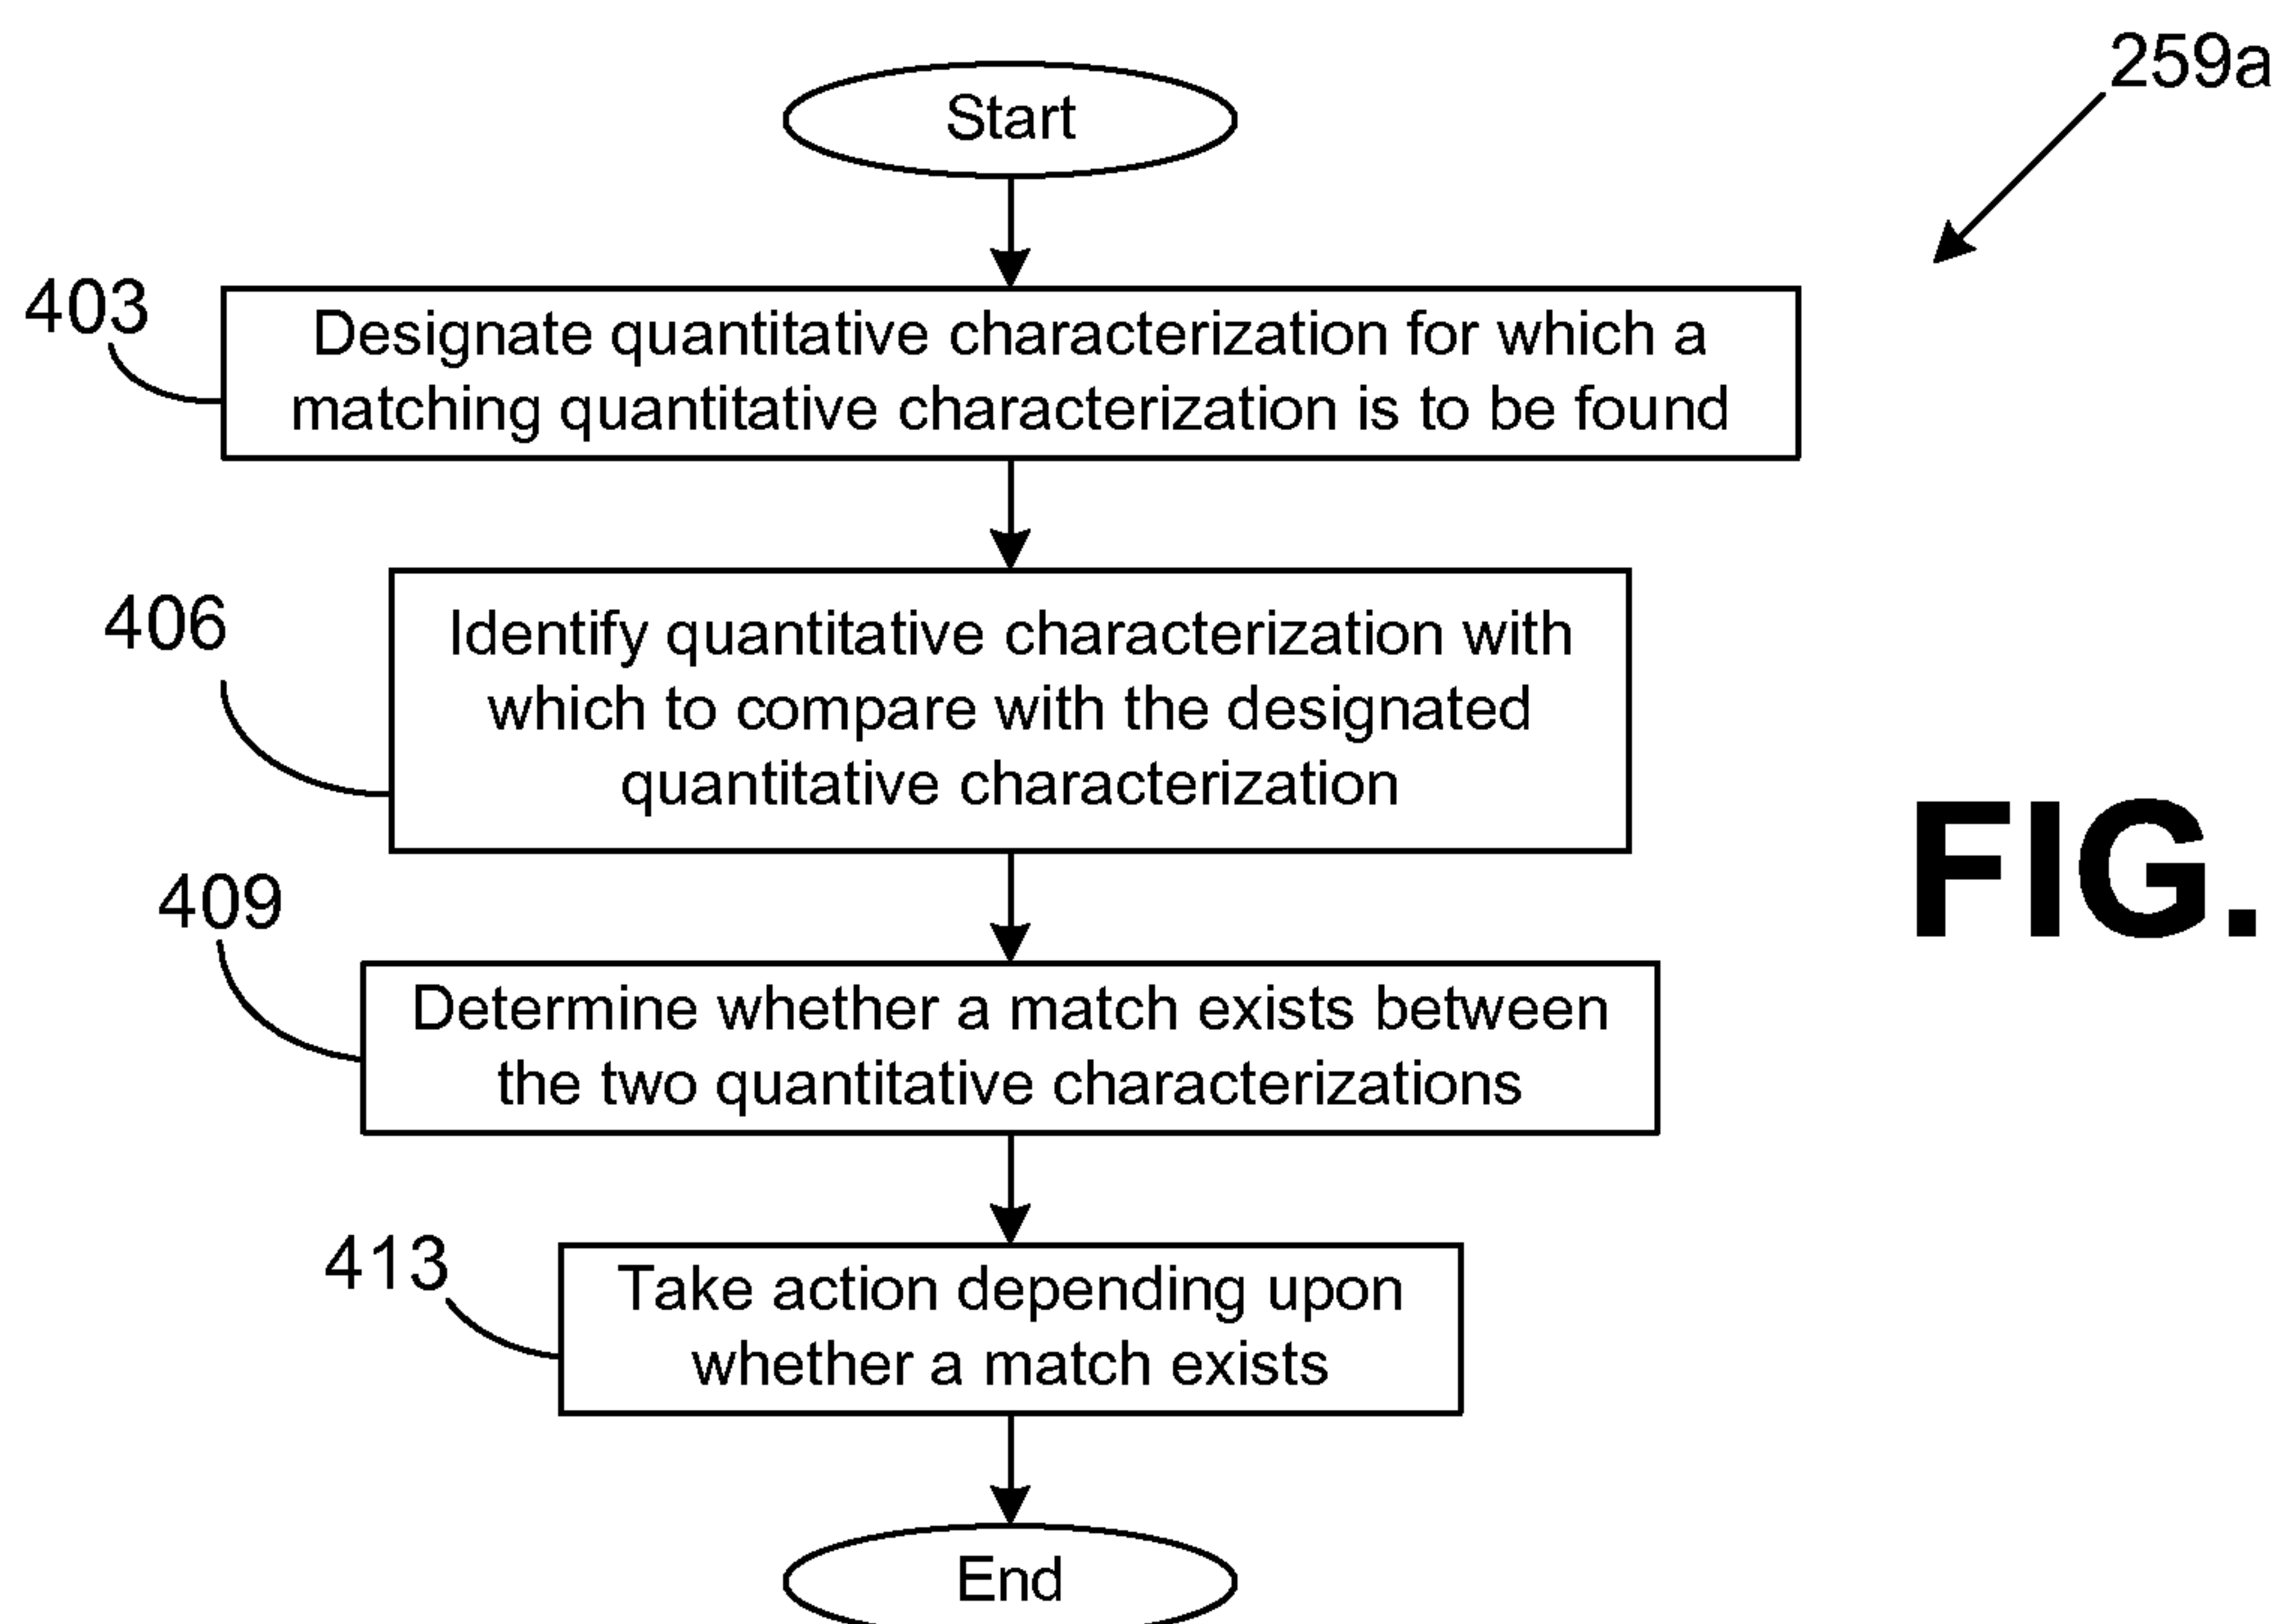 259a
Start
403
Designate quantitative characterization for which a
matching quantitative characterization is to be found
406
Identify quantitative characterization with
which to compare with the designated
quantitative characterization
FIG.
409
Determine whether a match exists between
the two quantitative characterizations
413
Take action depending upon
whether a match exists
End